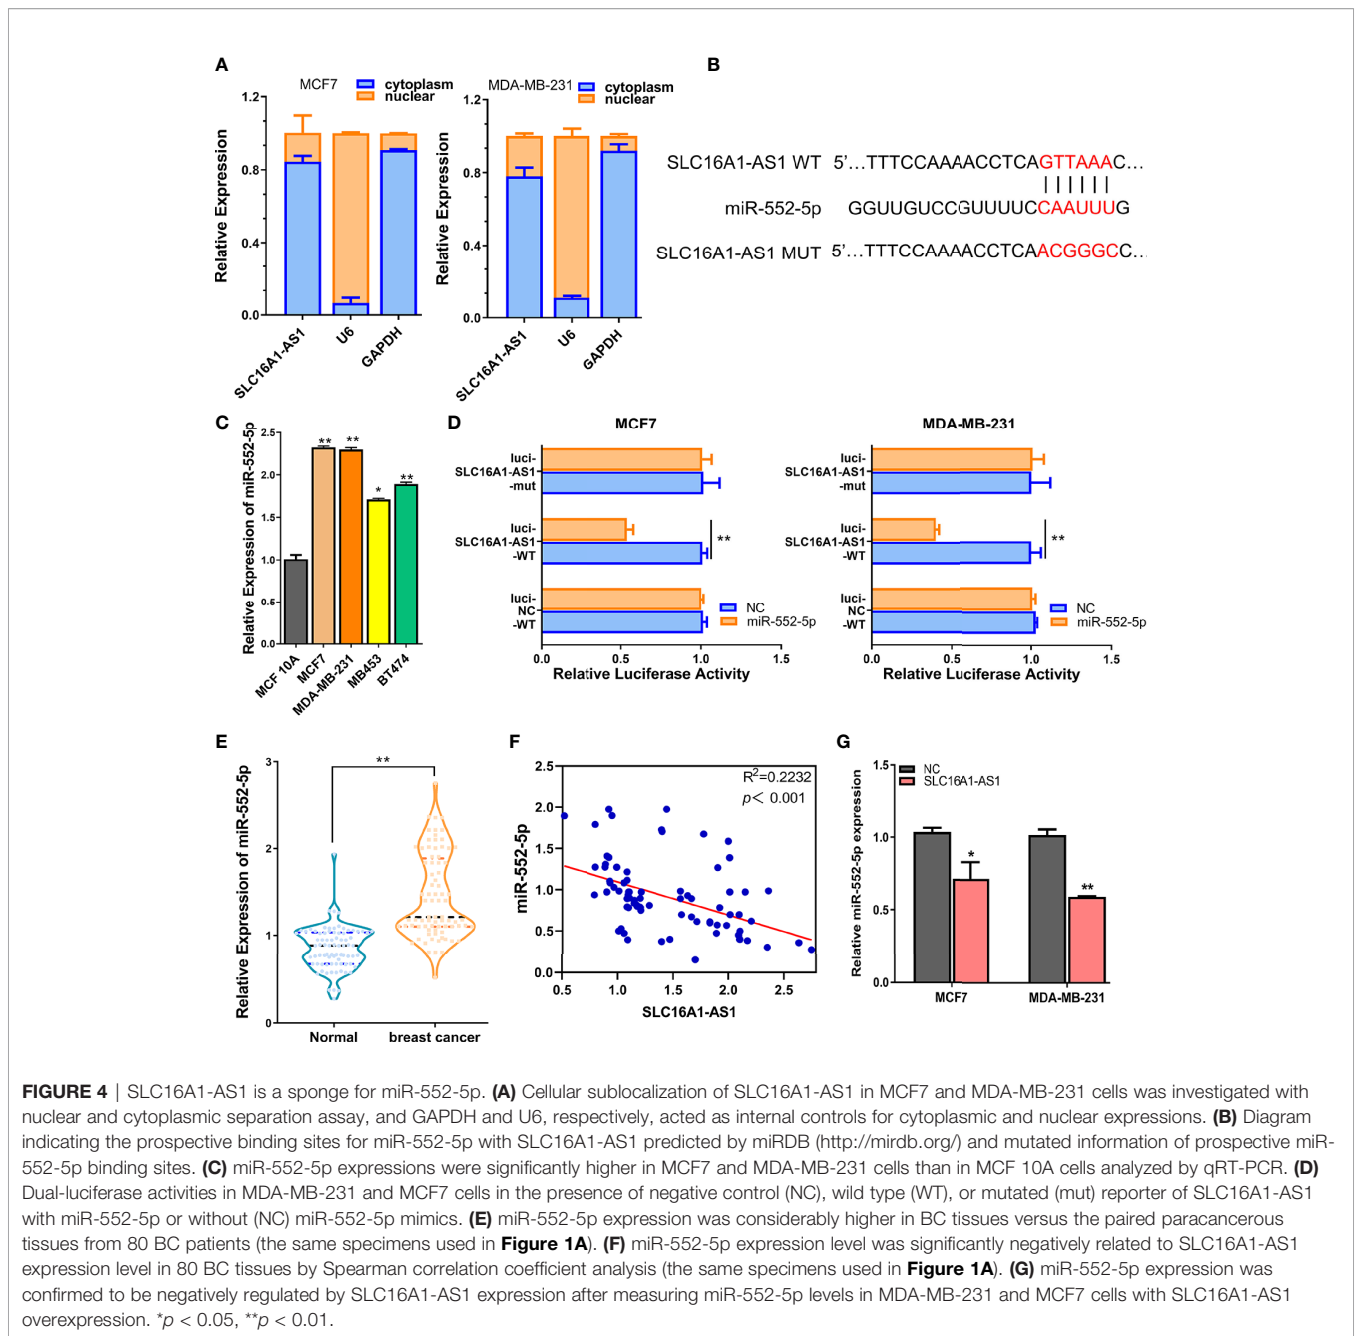 A
MCF7
cytoplasm
nuclear
Relative Expression
1.2
0.8
0.4
0.0
SLC16A1-AS1
U6
GAPDH
MDA-MB-231
cytoplasm
nuclear
Relative Expression
1.2
0.8
0.4
0.0
SLC16A1-AS1
U6
GAPDH
B
SLC16A1-AS1 WT 5'...TTTCCAAAACCTCAGTTAAAC...
miR-552-5p GGUUGUCCGUUUUCCAAUUUG
SLC16A1-AS1 MUT 5'...TTTCCAAAACCTCAACGGGCC...
C
Relative Expression of miR-552-5p
2.5
2.0
1.5
1.0
0.5
0.0
** ** * **
MCF 10A
MCF7
MDA-MB-231
MB453
BT474
D
MCF7
luci-
SLC16A1-AS1
-mut
luci-
SLC16A1-AS1
-WT
**
luci-
NC
-WT
NC
miR-552-5p
0.0 0.5 1.0 1.5
Relative Luciferase Activity
MDA-MB-231
luci-
SLC16A1-AS1
-mut
luci-
SLC16A1-AS1
-WT
**
luci-
NC
-WT
NC
miR-552-5p
0.0 0.5 1.0 1.5
Relative Luciferase Activity
E
Relative Expression of miR-552-5p
3
2
1
0
**
Normal breast cancer
F
miR-552-5p
2.5
2.0
1.5
1.0
0.5
0.0
R²=0.2232
p< 0.001
0.5 1.0 1.5 2.0 2.5
SLC16A1-AS1
G
Relative miR-552-5p expression
1.5
1.0
0.5
0.0
NC
SLC16A1-AS1
* **
MCF7 MDA-MB-231
FIGURE 4 | SLC16A1-AS1 is a sponge for miR-552-5p. (A) Cellular sublocalization of SLC16A1-AS1 in MCF7 and MDA-MB-231 cells was investigated with
nuclear and cytoplasmic separation assay, and GAPDH and U6, respectively, acted as internal controls for cytoplasmic and nuclear expressions. (B) Diagram
indicating the prospective binding sites for miR-552-5p with SLC16A1-AS1 predicted by miRDB (http://mirdb.org/) and mutated information of prospective miR-
552-5p binding sites. (C) miR-552-5p expressions were significantly higher in MCF7 and MDA-MB-231 cells than in MCF 10A cells analyzed by qRT-PCR. (D)
Dual-luciferase activities in MDA-MB-231 and MCF7 cells in the presence of negative control (NC), wild type (WT), or mutated (mut) reporter of SLC16A1-AS1
with miR-552-5p or without (NC) miR-552-5p mimics. (E) miR-552-5p expression was considerably higher in BC tissues versus the paired paracancerous
tissues from 80 BC patients (the same specimens used in Figure 1A). (F) miR-552-5p expression level was significantly negatively related to SLC16A1-AS1
expression level in 80 BC tissues by Spearman correlation coefficient analysis (the same specimens used in Figure 1A). (G) miR-552-5p expression was
confirmed to be negatively regulated by SLC16A1-AS1 expression after measuring miR-552-5p levels in MDA-MB-231 and MCF7 cells with SLC16A1-AS1
overexpression. *p < 0.05, **p < 0.01.